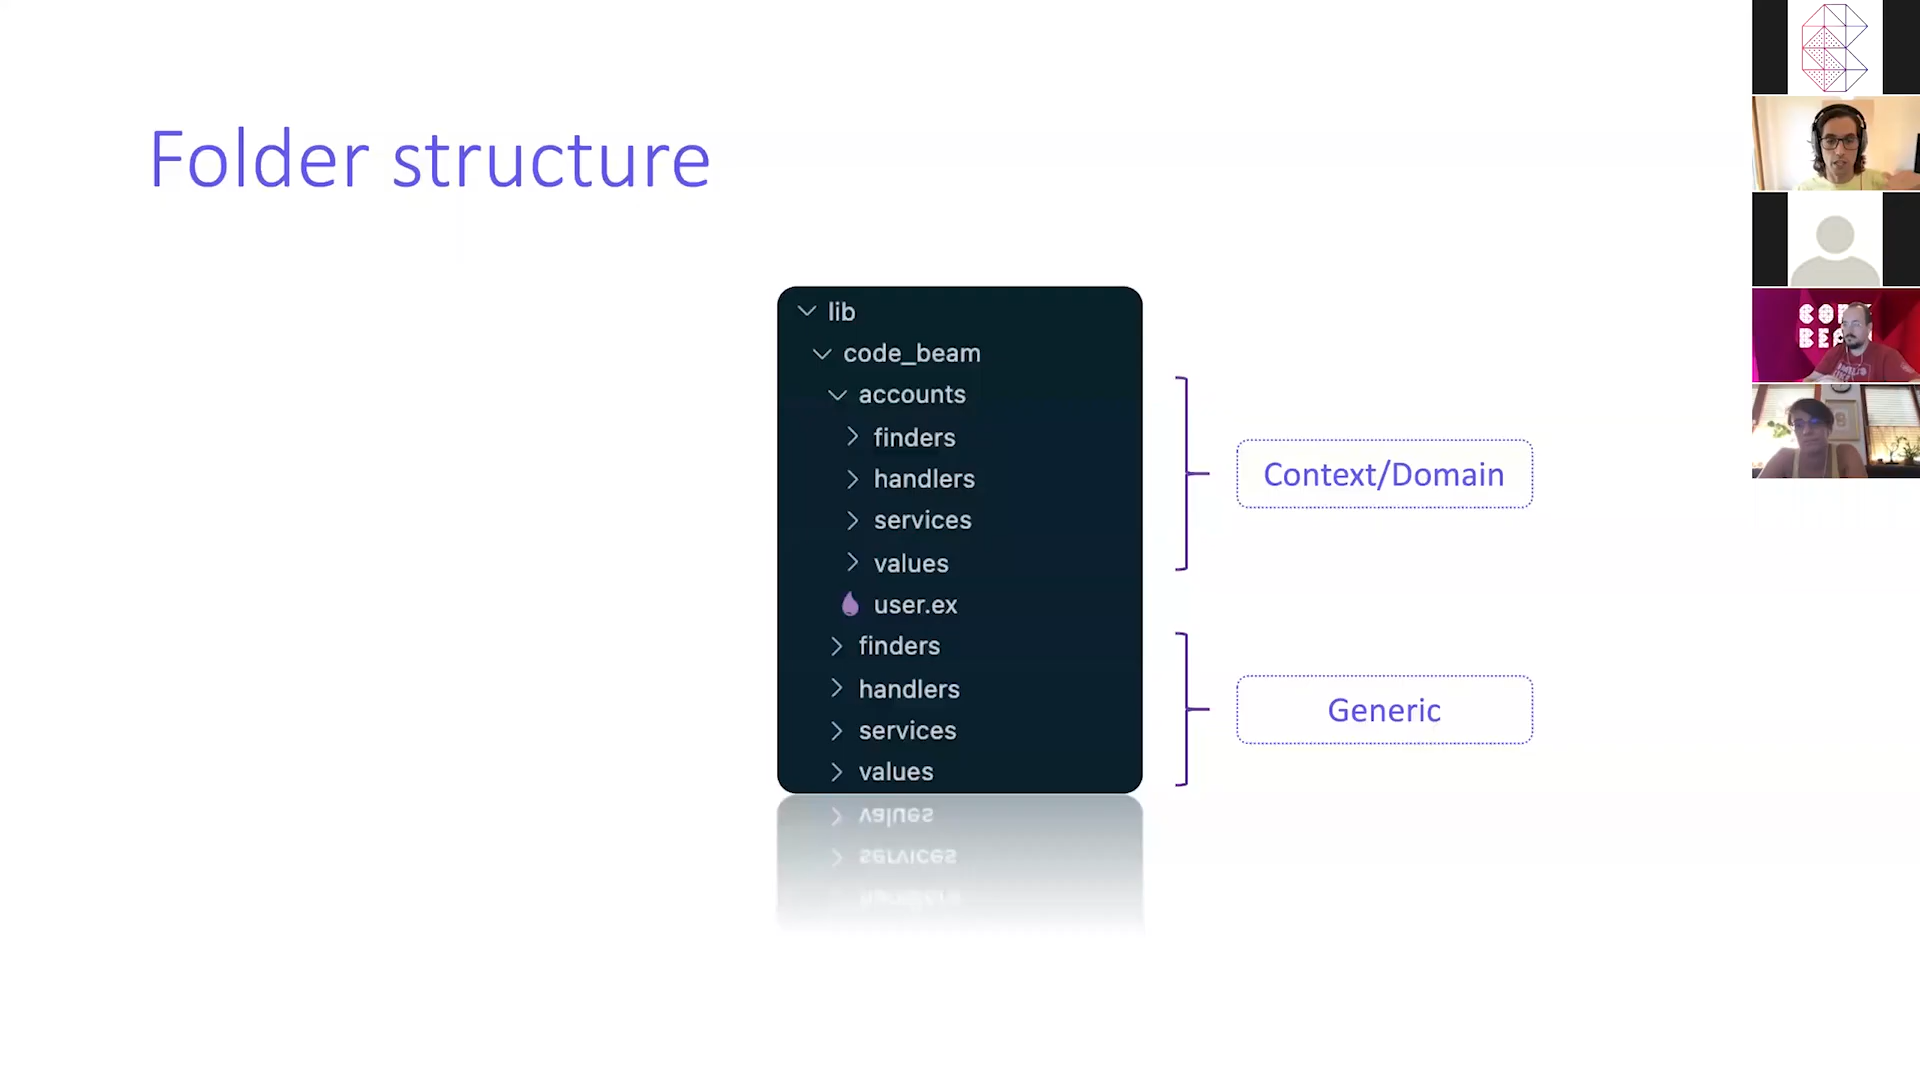 Folder structure
lib
code_beam
accounts
finders
handlers
services
values
user.ex
finders
handlers
services
values
Context/Domain
Generic